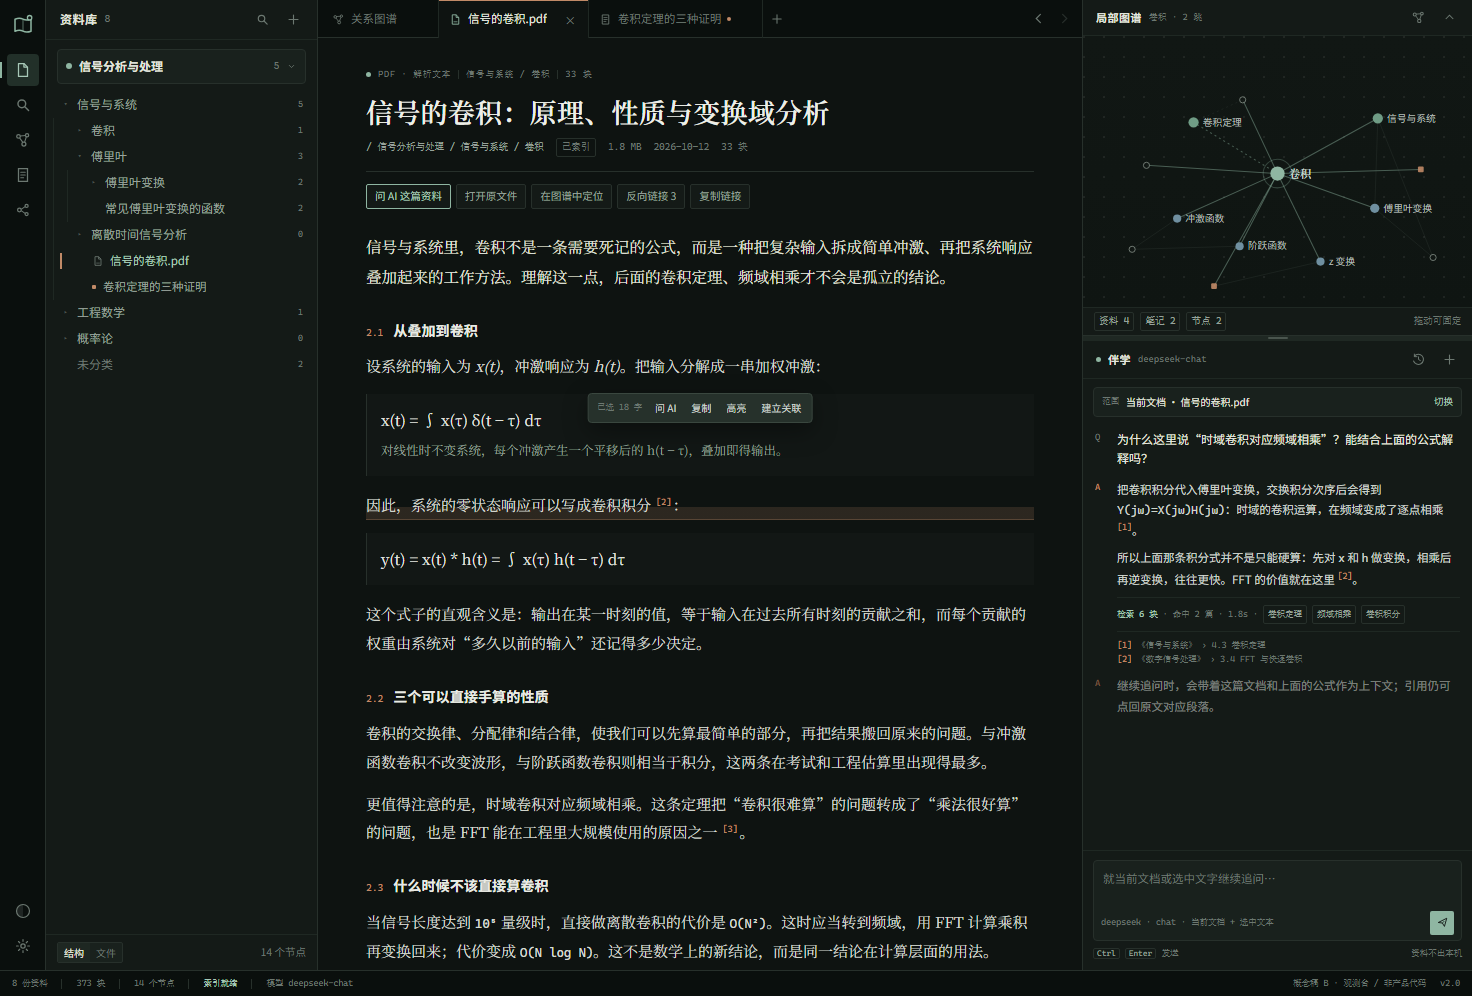 资料库 8
信号分析与处理 5
信号与系统 5
卷积 1
傅里叶 3
傅里叶变换 2
常见傅里叶变换的函数 2
离散时间信号分析 0
信号的卷积.pdf
卷积定理的三种证明
工程数学 1
概率论 0
未分类 2
结构 文件 14 个节点
关系图谱
信号的卷积.pdf
卷积定理的三种证明
PDF · 解析文本 | 信号与系统 / 卷积 | 33 块
信号的卷积：原理、性质与变换域分析
/ 信号分析与处理 / 信号与系统 / 卷积 已索引 1.8 MB 2026-10-12 33 块
问 AI 这篇资料 打开原文件 在图谱中定位 反向链接 3 复制链接
信号与系统里，卷积不是一条需要死记的公式，而是一种把复杂输入拆成简单冲激、再把系统响应
叠加起来的工作方法。理解这一点，后面的卷积定理、频域相乘才不会是孤立的结论。
2.1 从叠加到卷积
设系统的输入为 x(t)，冲激响应为 h(t)。把输入分解成一串加权冲激：
已选 18 字 问 AI 复制 高亮 建立关联
x(t) = ∫ x(τ) δ(t − τ) dτ
对线性时不变系统，每个冲激产生一个平移后的 h(t − τ)，叠加即得输出。
因此，系统的零状态响应可以写成卷积积分 [2]：
y(t) = x(t) * h(t) = ∫ x(τ) h(t − τ) dτ
这个式子的直观含义是：输出在某一时刻的值，等于输入在过去所有时刻的贡献之和，而每个贡献的
权重由系统对“多久以前的输入”还记得多少决定。
2.2 三个可以直接手算的性质
卷积的交换律、分配律和结合律，使我们可以先算最简单的部分，再把结果搬回原来的问题。与冲激
函数卷积不改变波形，与阶跃函数卷积则相当于积分，这两条在考试和工程估算里出现得最多。
更值得注意的是，时域卷积对应频域相乘。这条定理把“卷积很难算”的问题转成了“乘法很好算”
的问题，也是 FFT 能在工程里大规模使用的原因之一 [3]。
2.3 什么时候不该直接算卷积
当信号长度达到 量级时，直接做离散卷积的代价是 O(N²)。这时应当转到频域，用 FFT 计算乘积
再变换回来；代价变成 O(N log N)。这不是数学上的新结论，而是同一结论在计算层面的用法。
局部图谱 卷积 · 2 跳
卷积定理
信号与系统
卷积
傅里叶变换
冲激函数
阶跃函数
z 变换
资料 4 笔记 2 节点 2 拖动可固定
伴学 deepseek-chat
范围 当前文档 · 信号的卷积.pdf 切换
Q 为什么这里说“时域卷积对应频域相乘”？能结合上面的公式解
释吗？
A 把卷积积分代入傅里叶变换，交换积分次序后会得到
Y(jω)=X(jω)H(jω)：时域的卷积运算，在频域变成了逐点相乘
[1]。
所以上面那条积分式并不是只能硬算：先对 x 和 h 做变换，相乘后
再逆变换，往往更快。FFT 的价值就在这里 [2]。
检索 6 块 · 命中 2 篇 · 1.8s · 卷积定理 频域相乘 卷积积分
[1] 《信号与系统》 › 4.3 卷积定理
[2] 《数字信号处理》 › 3.4 FFT 与快速卷积
A 继续追问时，会带着这篇文档和上面的公式作为上下文；引用仍可
点回原文对应段落。
就当前文档或选中文字继续追问…
deepseek · chat · 当前文档 + 选中文本
Ctrl Enter 发送 资料不出本机
8 份资料 | 373 块 | 14 个节点 | 索引就绪 | 模型 deepseek-chat
概念稿 B · 观测台 / 非产品代码 v2.0